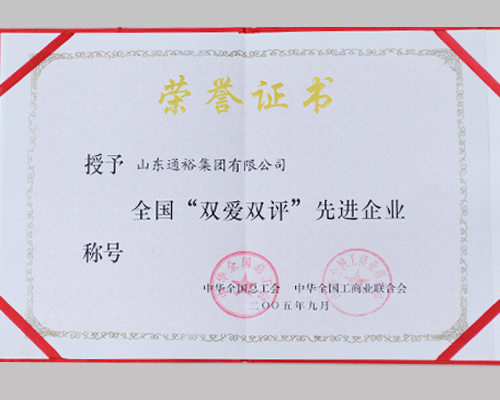 荣誉证书
授予 山东通裕集团有限公司
全国“双爱双评”先进企业
称号
中华全国总工会 中华全国工商业联合会
二〇〇五年九月